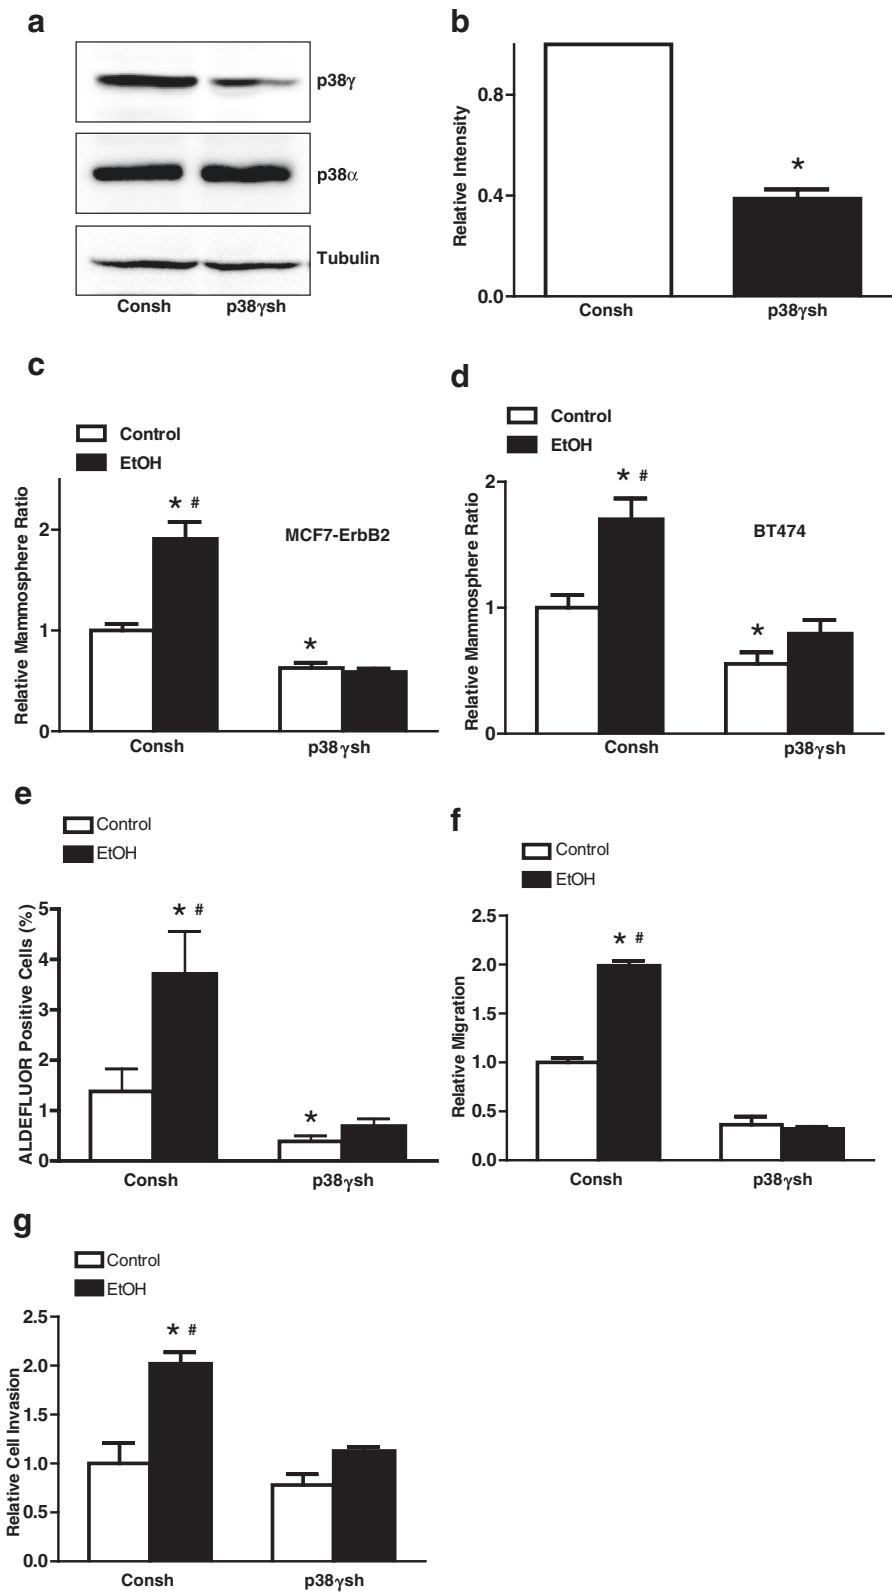 a
p38γ
p38α
Tubulin
Consh p38γsh
b
Relative Intensity
0.8
0.4
0.0
Consh p38γsh
*
c
Control
EtOH
Relative Mammosphere Ratio
2
1
0
* #
*
MCF7-ErbB2
Consh p38γsh
d
Control
EtOH
Relative Mammosphere Ratio
2
1
0
* #
*
BT474
Consh p38γsh
e
Control
EtOH
ALDEFLUOR Positive Cells (%)
5
4
3
2
1
0
* #
*
Consh p38γsh
f
Control
EtOH
Relative Migration
2.5
2.0
1.5
1.0
0.5
0.0
* #
Consh p38γsh
g
Control
EtOH
Relative Cell Invasion
2.5
2.0
1.5
1.0
0.5
0.0
* #
Consh p38γsh